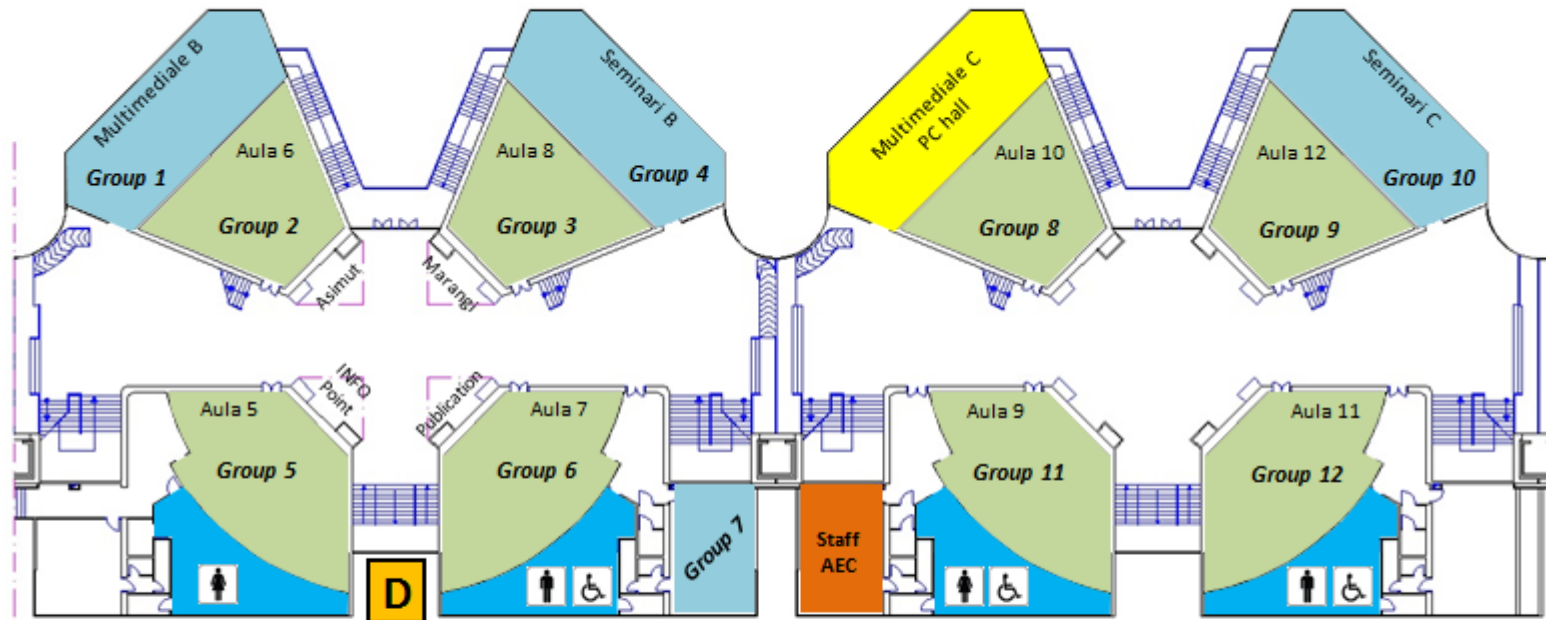 Multimediale B
Group 1
Aula 6
Group 2
Aula 8
Group 3
Seminari B
Group 4
Multimediale C
PC hall
Aula 10
Group 8
Aula 12
Group 9
Seminari C
Group 10
Asimut
Marangi
INFO
Point
Publication
Aula 5
Group 5
Aula 7
Group 6
Group 7
Staff
AEC
Aula 9
Group 11
Aula 11
Group 12
D